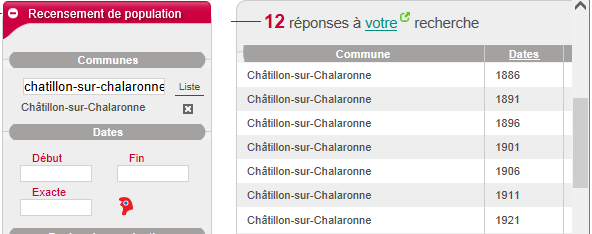 Recensement de population
Communes
chatillon-sur-chalaronne
Liste
Châtillon-sur-Chalaronne
Dates
Début Fin
Exacte
12 réponses à votre recherche
Commune Dates
Châtillon-sur-Chalaronne 1886
Châtillon-sur-Chalaronne 1891
Châtillon-sur-Chalaronne 1896
Châtillon-sur-Chalaronne 1901
Châtillon-sur-Chalaronne 1906
Châtillon-sur-Chalaronne 1911
Châtillon-sur-Chalaronne 1921